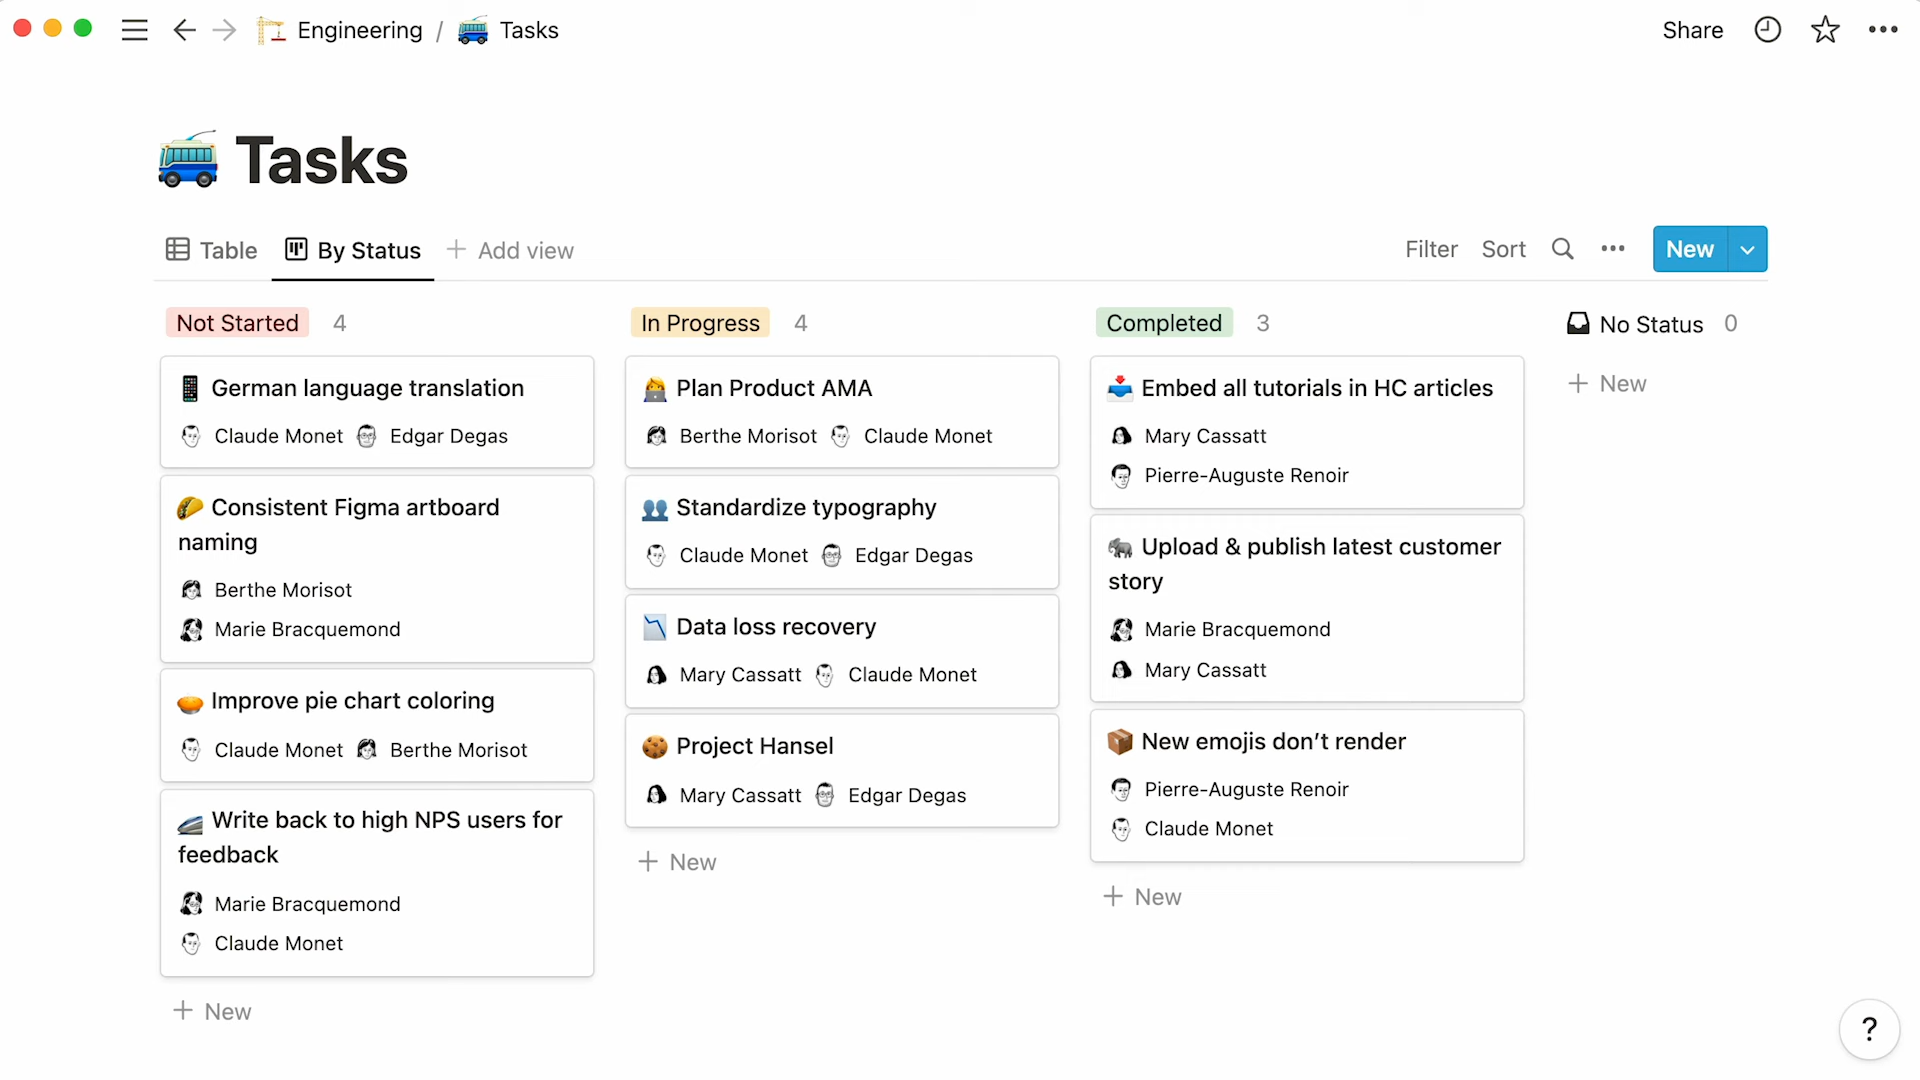 Engineering / Tasks
Share
Tasks
Table By Status + Add view
Filter Sort New
Not Started 4
German language translation
Claude Monet Edgar Degas
Consistent Figma artboard
naming
Berthe Morisot
Marie Bracquemond
Improve pie chart coloring
Claude Monet Berthe Morisot
Write back to high NPS users for
feedback
Marie Bracquemond
Claude Monet
+ New
In Progress 4
Plan Product AMA
Berthe Morisot Claude Monet
Standardize typography
Claude Monet Edgar Degas
Data loss recovery
Mary Cassatt Claude Monet
Project Hansel
Mary Cassatt Edgar Degas
+ New
Completed 3
Embed all tutorials in HC articles
Mary Cassatt
Pierre-Auguste Renoir
Upload & publish latest customer
story
Marie Bracquemond
Mary Cassatt
New emojis don’t render
Pierre-Auguste Renoir
Claude Monet
+ New
No Status 0
+ New
?